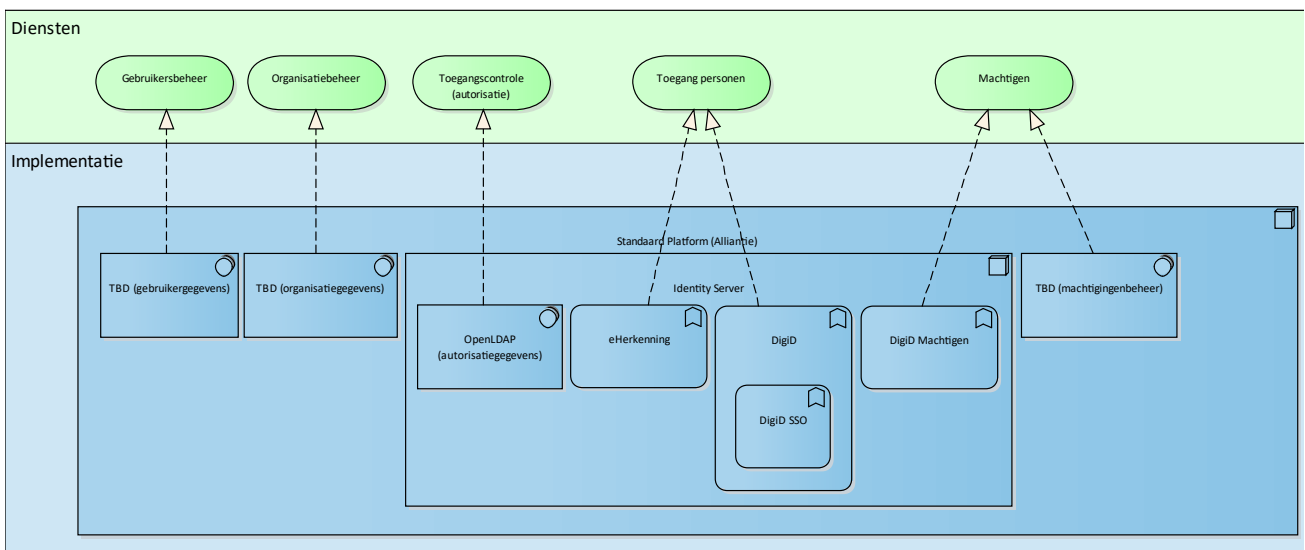 Diensten
Gebruikersbeheer
Organisatiebeheer
Toegangscontrole
(autorisatie)
Toegang personen
Machtigen
Implementatie
Standaard Platform (Alliantie)
TBD (gebruikergegevens)
TBD (organisatiegegevens)
Identity Server
TBD (machtigingenbeheer)
OpenLDAP
(autorisatiegegevens)
eHerkenning
DigiD
DigiD Machtigen
DigiD SSO